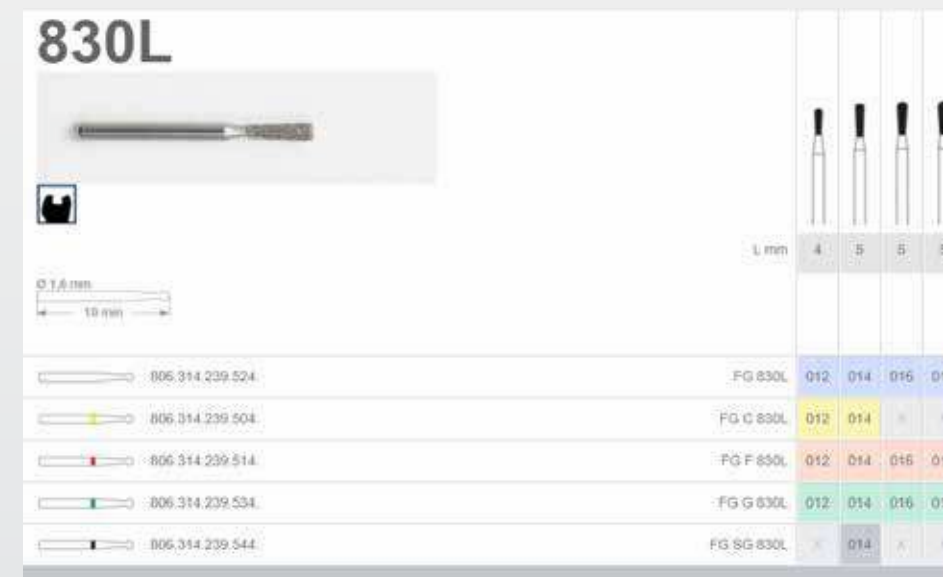 830L
L mm 4 5 5
Ø 1,6 mm
806.314.239.524. FG 830L 012 014 016
806.314.239.504. FG C 830L 012 014 X
806.314.239.514. FG F 830L 012 014 016
806.314.239.534. FG G 830L 012 014 016
806.314.239.544. FG SG 830L X 014 X